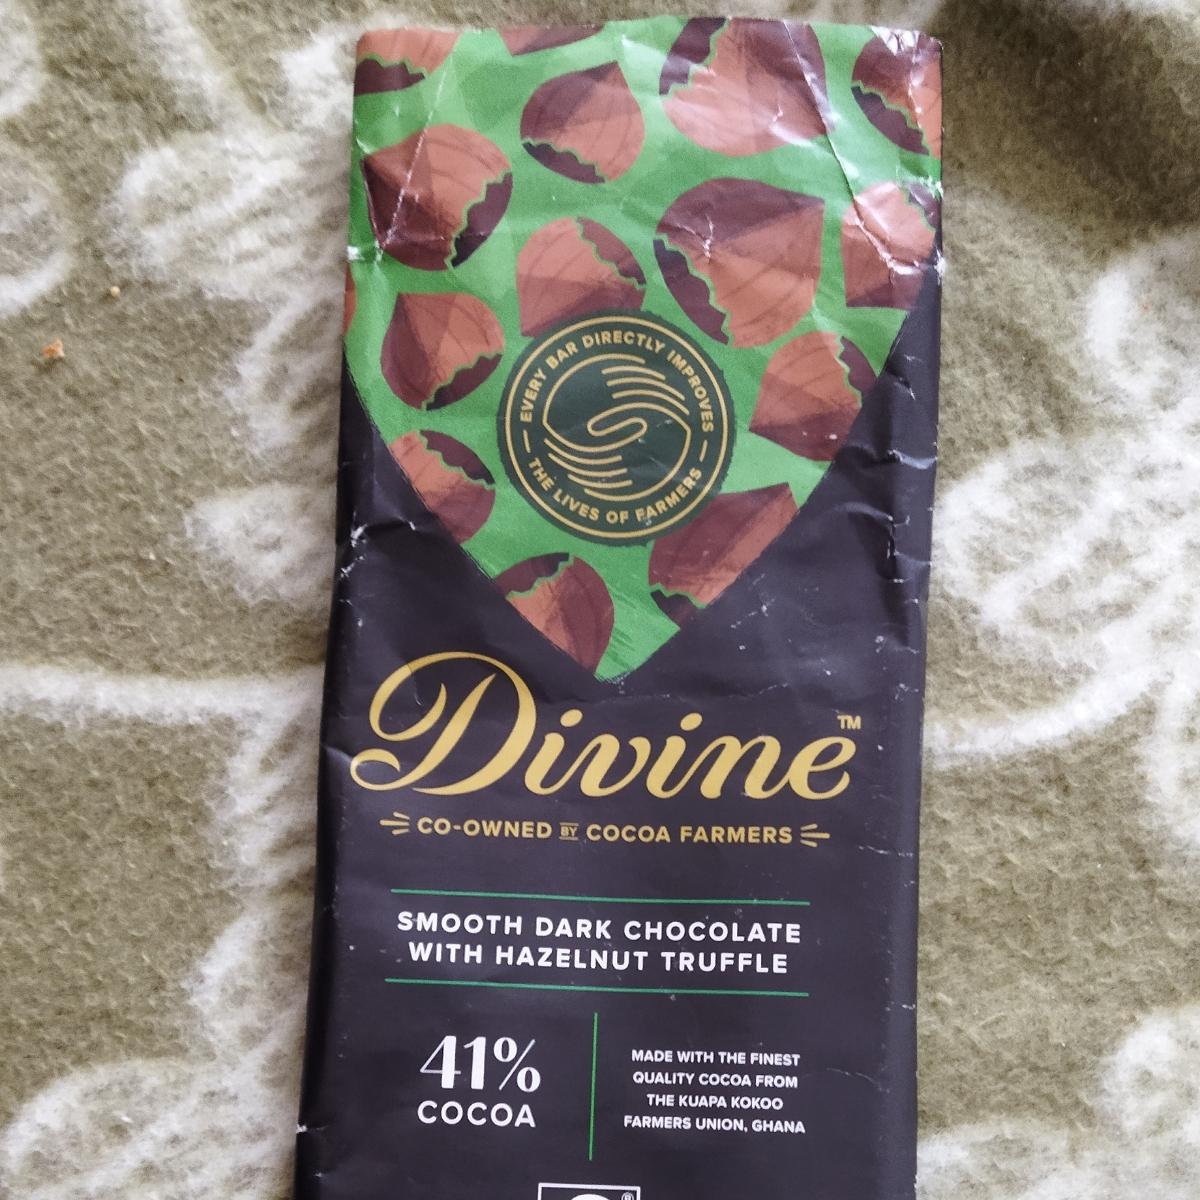 EVERY BAR DIRECTLY IMPROVES
THE LIVES OF FARMERS
Divine™
CO-OWNED BY COCOA FARMERS
SMOOTH DARK CHOCOLATE
WITH HAZELNUT TRUFFLE
41%
COCOA
MADE WITH THE FINEST
QUALITY COCOA FROM
THE KUAPA KOKOO
FARMERS UNION, GHANA
®